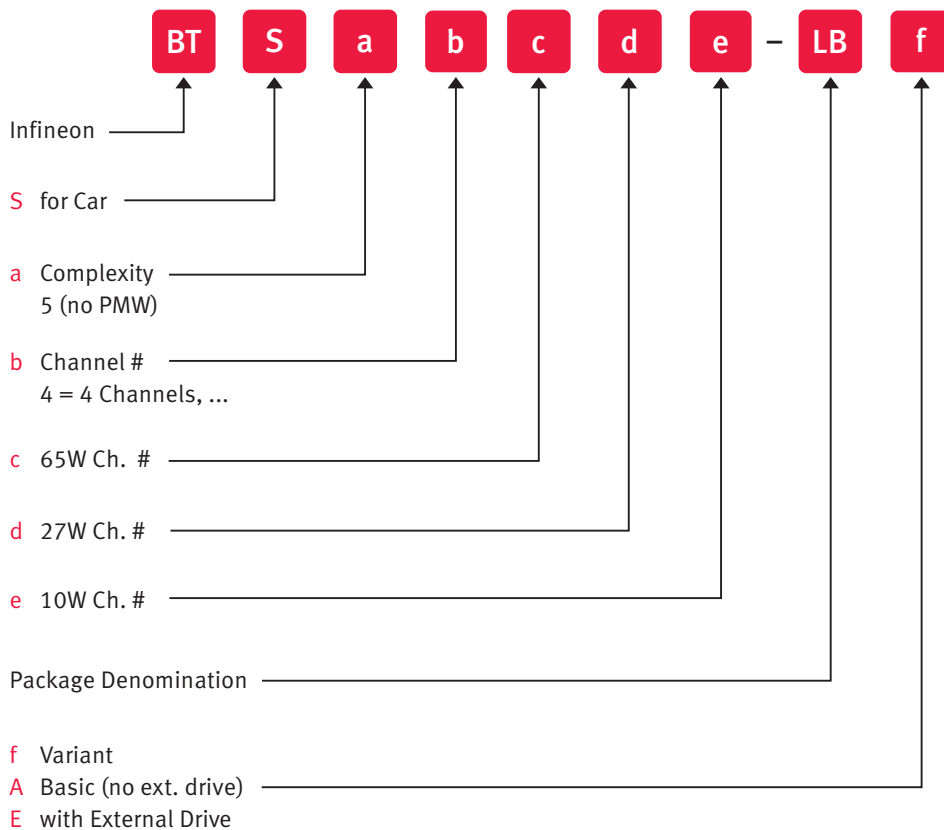 BT S a b c d e – LB f
Infineon
S for Car
a Complexity
5 (no PMW)
b Channel #
4 = 4 Channels, ...
c 65W Ch. #
d 27W Ch. #
e 10W Ch. #
Package Denomination
f Variant
A Basic (no ext. drive)
E with External Drive